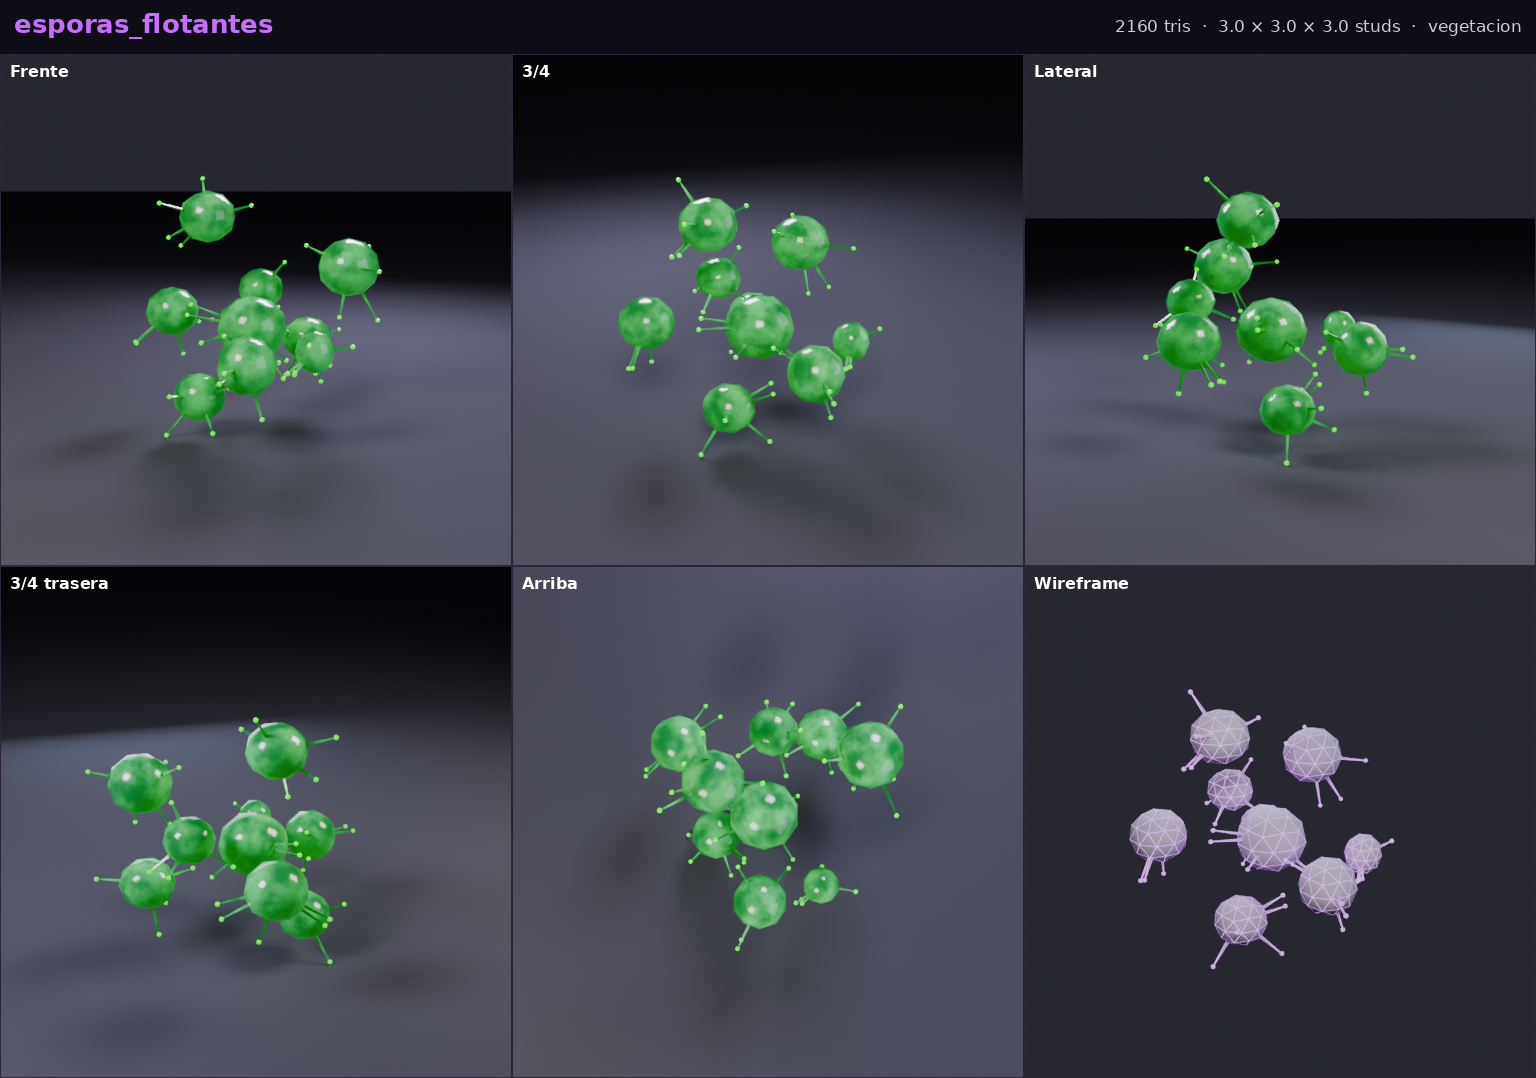 esporas_flotantes
2160 tris · 3.0 × 3.0 × 3.0 studs · vegetacion
Frente
3/4
Lateral
3/4 trasera
Arriba
Wireframe